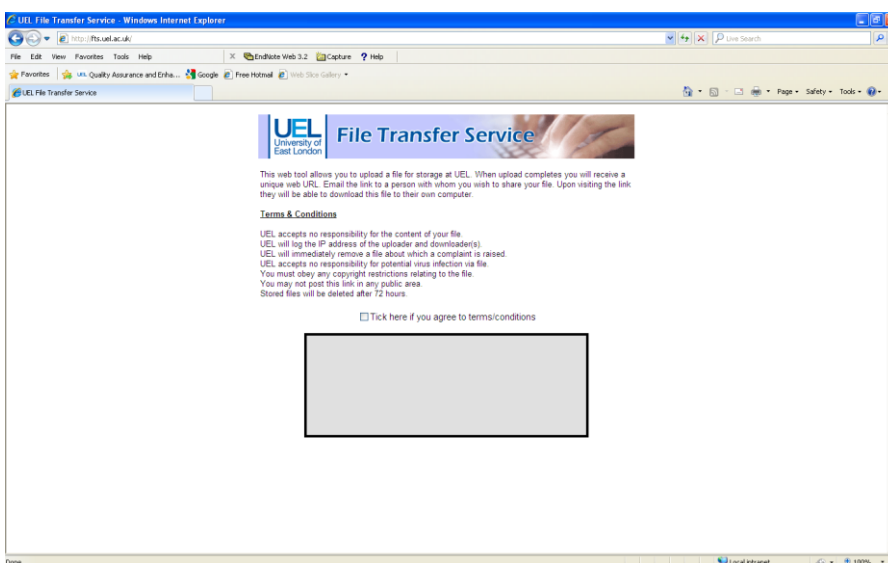 UEL File Transfer Service - Windows Internet Explorer
http://fts.uel.ac.uk/
Live Search
File Edit View Favorites Tools Help X EndNote Web 3.2 Capture ? Help
Favorites UEL Quality Assurance and Enha... Google Free Hotmail Web Slice Gallery
UEL File Transfer Service
Page Safety Tools
UEL
University of
East London
File Transfer Service
This web tool allows you to upload a file for storage at UEL. When upload completes you will receive a
unique web URL. Email the link to a person with whom you wish to share your file. Upon visiting the link
they will be able to download this file to their own computer.
Terms & Conditions
UEL accepts no responsibility for the content of your file.
UEL will log the IP address of the uploader and downloader(s).
UEL will immediately remove a file about which a complaint is raised.
UEL accepts no responsibility for potential virus infection via file.
You must obey any copyright restrictions relating to the file.
You may not post this link in any public area.
Stored files will be deleted after 72 hours.
Tick here if you agree to terms/conditions
Done
Local intranet
100%